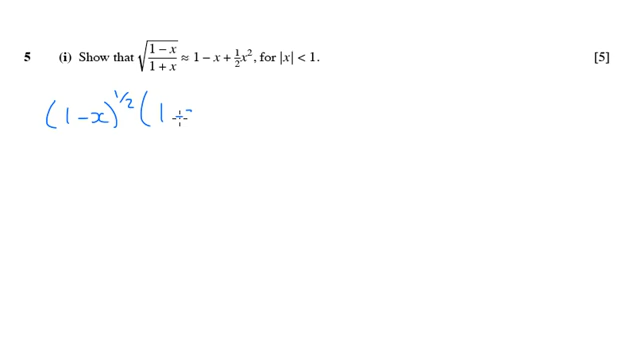 5 (i) Show that √((1 − x)/(1 + x)) ≈ 1 − x + ½x², for |x| < 1. [5]
(1 − x)^1/2 (1 +